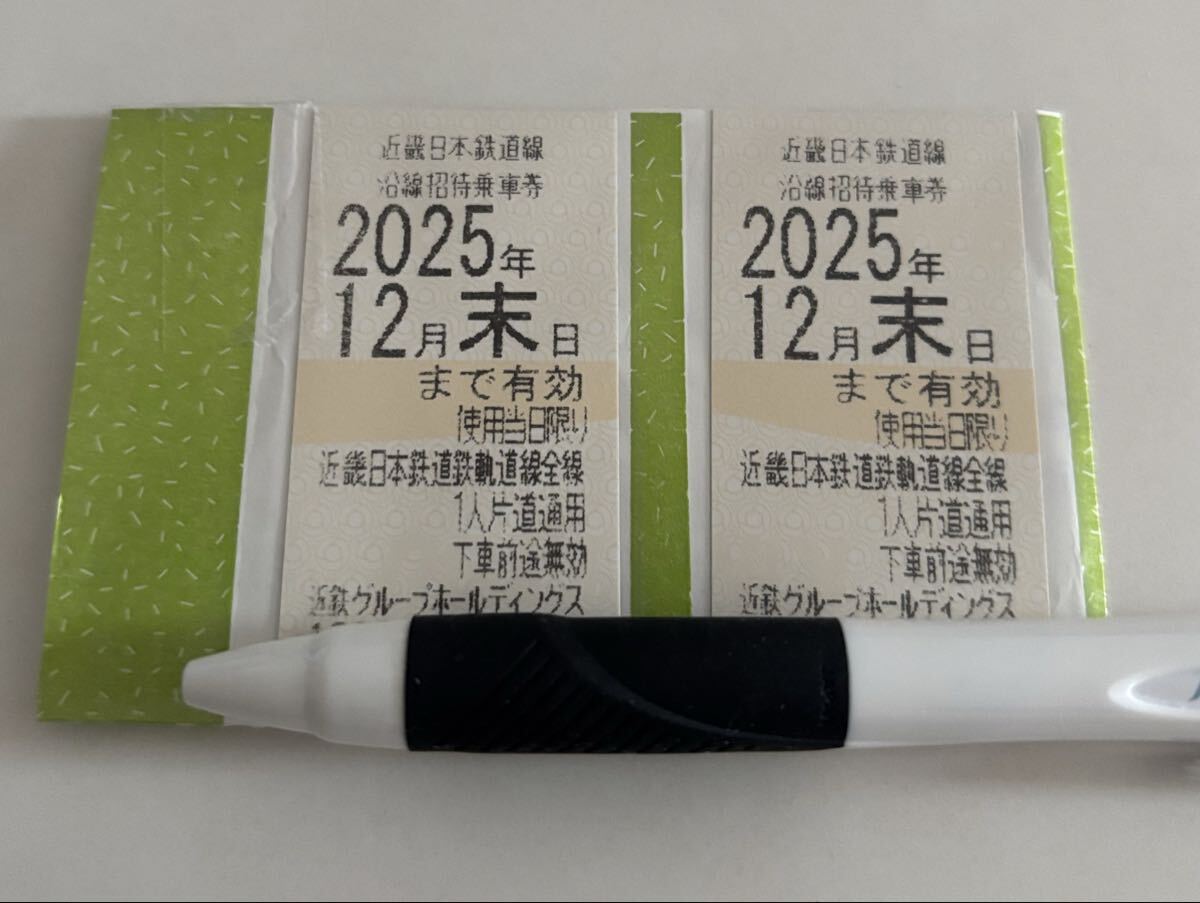 近畿日本鉄道線
沿線招待乗車券
2025年
12月末日
まで有効
使用当日限り
近畿日本鉄道鉄軌道線全線
1人片道通用
下車前途無効
近鉄グループホールディングス
近畿日本鉄道線
沿線招待乗車券
2025年
12月末日
まで有効
使用当日限り
近畿日本鉄道鉄軌道線全線
1人片道通用
下車前途無効
近鉄グループホールディングス